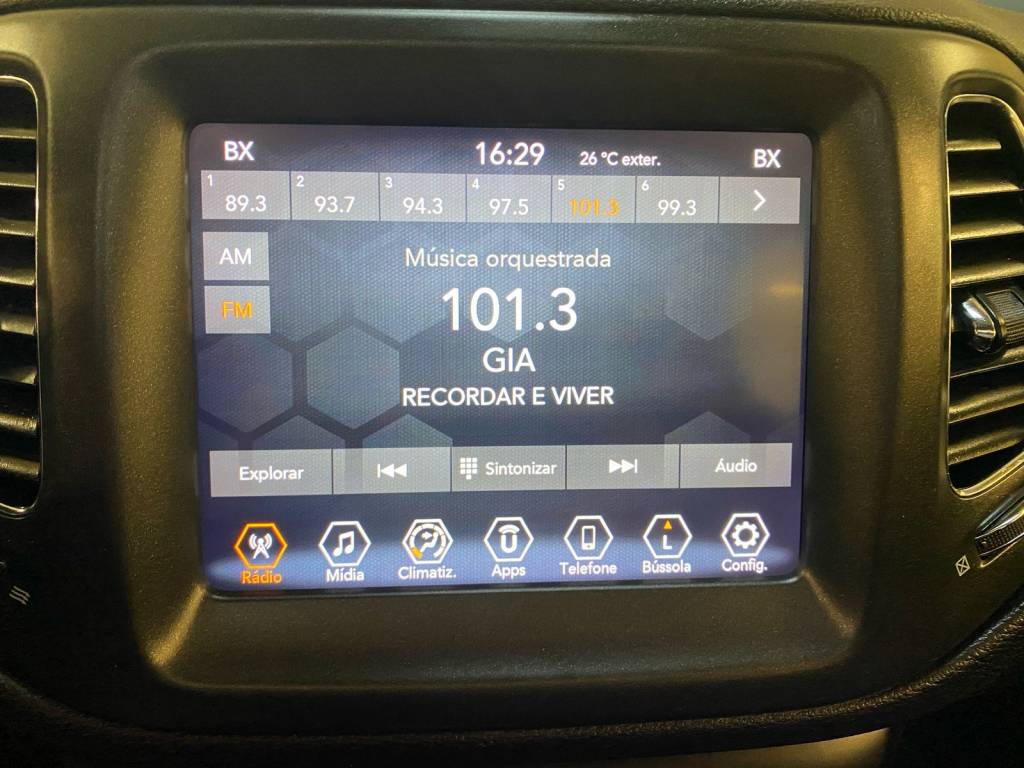 BX 16:29 26 °C exter. BX
1 2 3 4 5 6
89.3 93.7 94.3 97.5 101.3 99.3
AM
FM
Música orquestrada
101.3
GIA
RECORDAR E VIVER
Explorar Sintonizar Áudio
L
Rádio Mídia Climatiz. Apps Telefone Bússola Config.